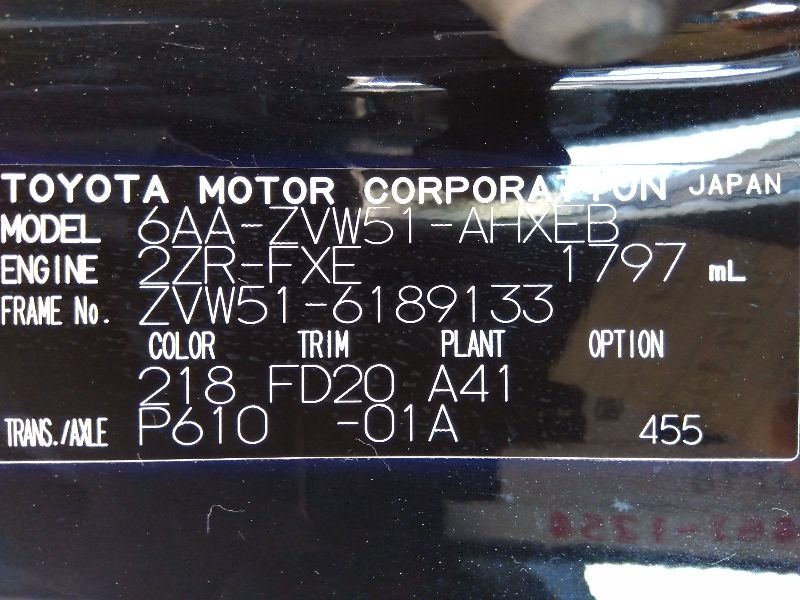 TOYOTA MOTOR CORPORATION JAPAN
MODEL 6AA-ZVW51-AHXEB
ENGINE 2ZR-FXE 1797 mL
FRAME No. ZVW51-6189133
COLOR TRIM PLANT OPTION
218 FD20 A41
TRANS./AXLE P610 -01A 455